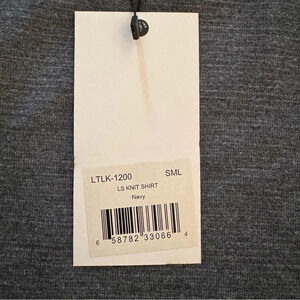 LTLK-1200 SML
LS KNIT SHIRT
Navy
6 58782 33066 4